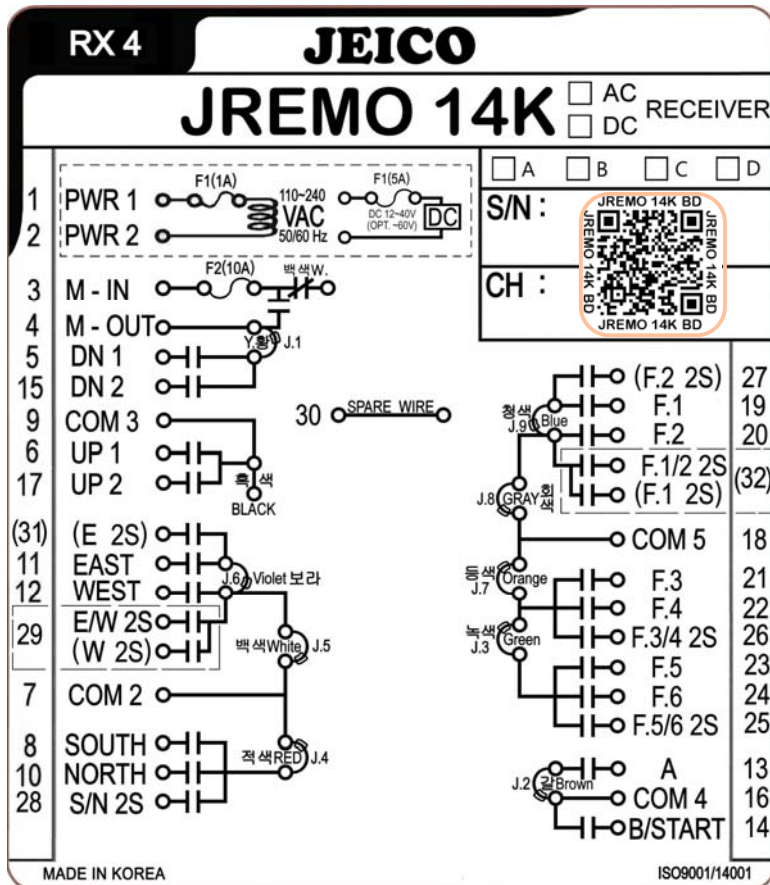 RX 4
JEICO
JREMO 14K
AC
DC
RECEIVER
A B C D
S/N :
CH :
JREMO 14K BD
JREMO 14K BD
JREMO 14K BD
JREMO 14K BD
1 PWR 1 F1(1A) 110~240 VAC 50/60 Hz
F1(5A) DC 12~40V (OPT. ~60V) DC
2 PWR 2
3 M - IN F2(10A) 백색W.
4 M - OUT
Y.황 J.1
5 DN 1
15 DN 2
9 COM 3
6 UP 1
17 UP 2
흑색
BLACK
30 SPARE WIRE
(31) (E 2S)
11 EAST
12 WEST
J.6 Violet 보라
29 E/W 2S
(W 2S)
백색White J.5
7 COM 2
8 SOUTH
10 NORTH
28 S/N 2S
적색RED J.4
(F.2 2S) 27
F.1 19
F.2 20
청색 Blue
J.9
F.1/2 2S
(F.1 2S)
(32)
J.8 GRAY 회색
COM 5 18
등색 Orange
J.7
F.3 21
F.4 22
F.3/4 2S 26
녹색 Green
J.3
F.5 23
F.6 24
F.5/6 2S 25
A 13
J.2 갈Brown
COM 4 16
B/START 14
MADE IN KOREA
ISO9001/14001